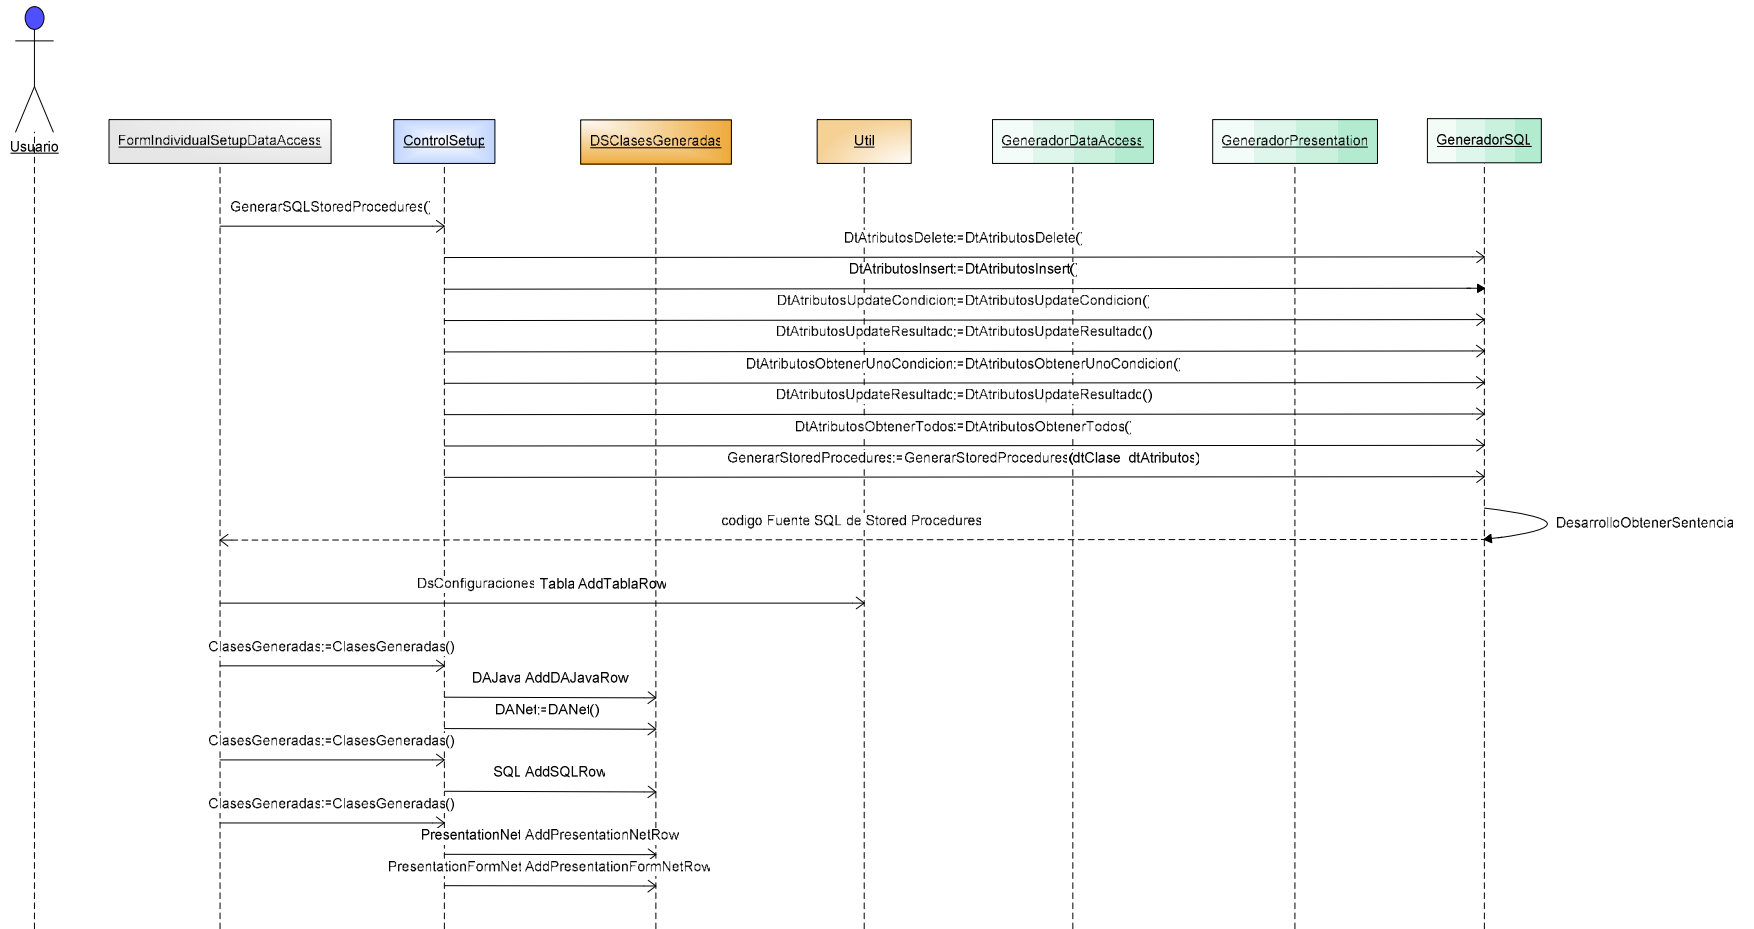 Usuario
FormIndividualSetupDataAccess
ControlSetup
DSClasesGeneradas
Util
GeneradorDataAccess
GeneradorPresentation
GeneradorSQL
GenerarSQLStoredProcedures()
DtAtributosDelete:=DtAtributosDelete()
DtAtributosInsert:=DtAtributosInsert()
DtAtributosUpdateCondicion:=DtAtributosUpdateCondicion()
DtAtributosUpdateResultado:=DtAtributosUpdateResultado()
DtAtributosObtenerUnoCondicion:=DtAtributosObtenerUnoCondicion()
DtAtributosUpdateResultado:=DtAtributosUpdateResultado()
DtAtributosObtenerTodos:=DtAtributosObtenerTodos()
GenerarStoredProcedures:=GenerarStoredProcedures(dtClase dtAtributos)
codigo Fuente SQL de Stored Procedures
DesarrolloObtenerSentencia
DsConfiguraciones Tabla AddTablaRow
ClasesGeneradas:=ClasesGeneradas()
DAJava AddDAJavaRow
DANet:=DANet()
ClasesGeneradas:=ClasesGeneradas()
SQL AddSQLRow
ClasesGeneradas:=ClasesGeneradas()
PresentationNet AddPresentationNetRow
PresentationFormNet AddPresentationFormNetRow